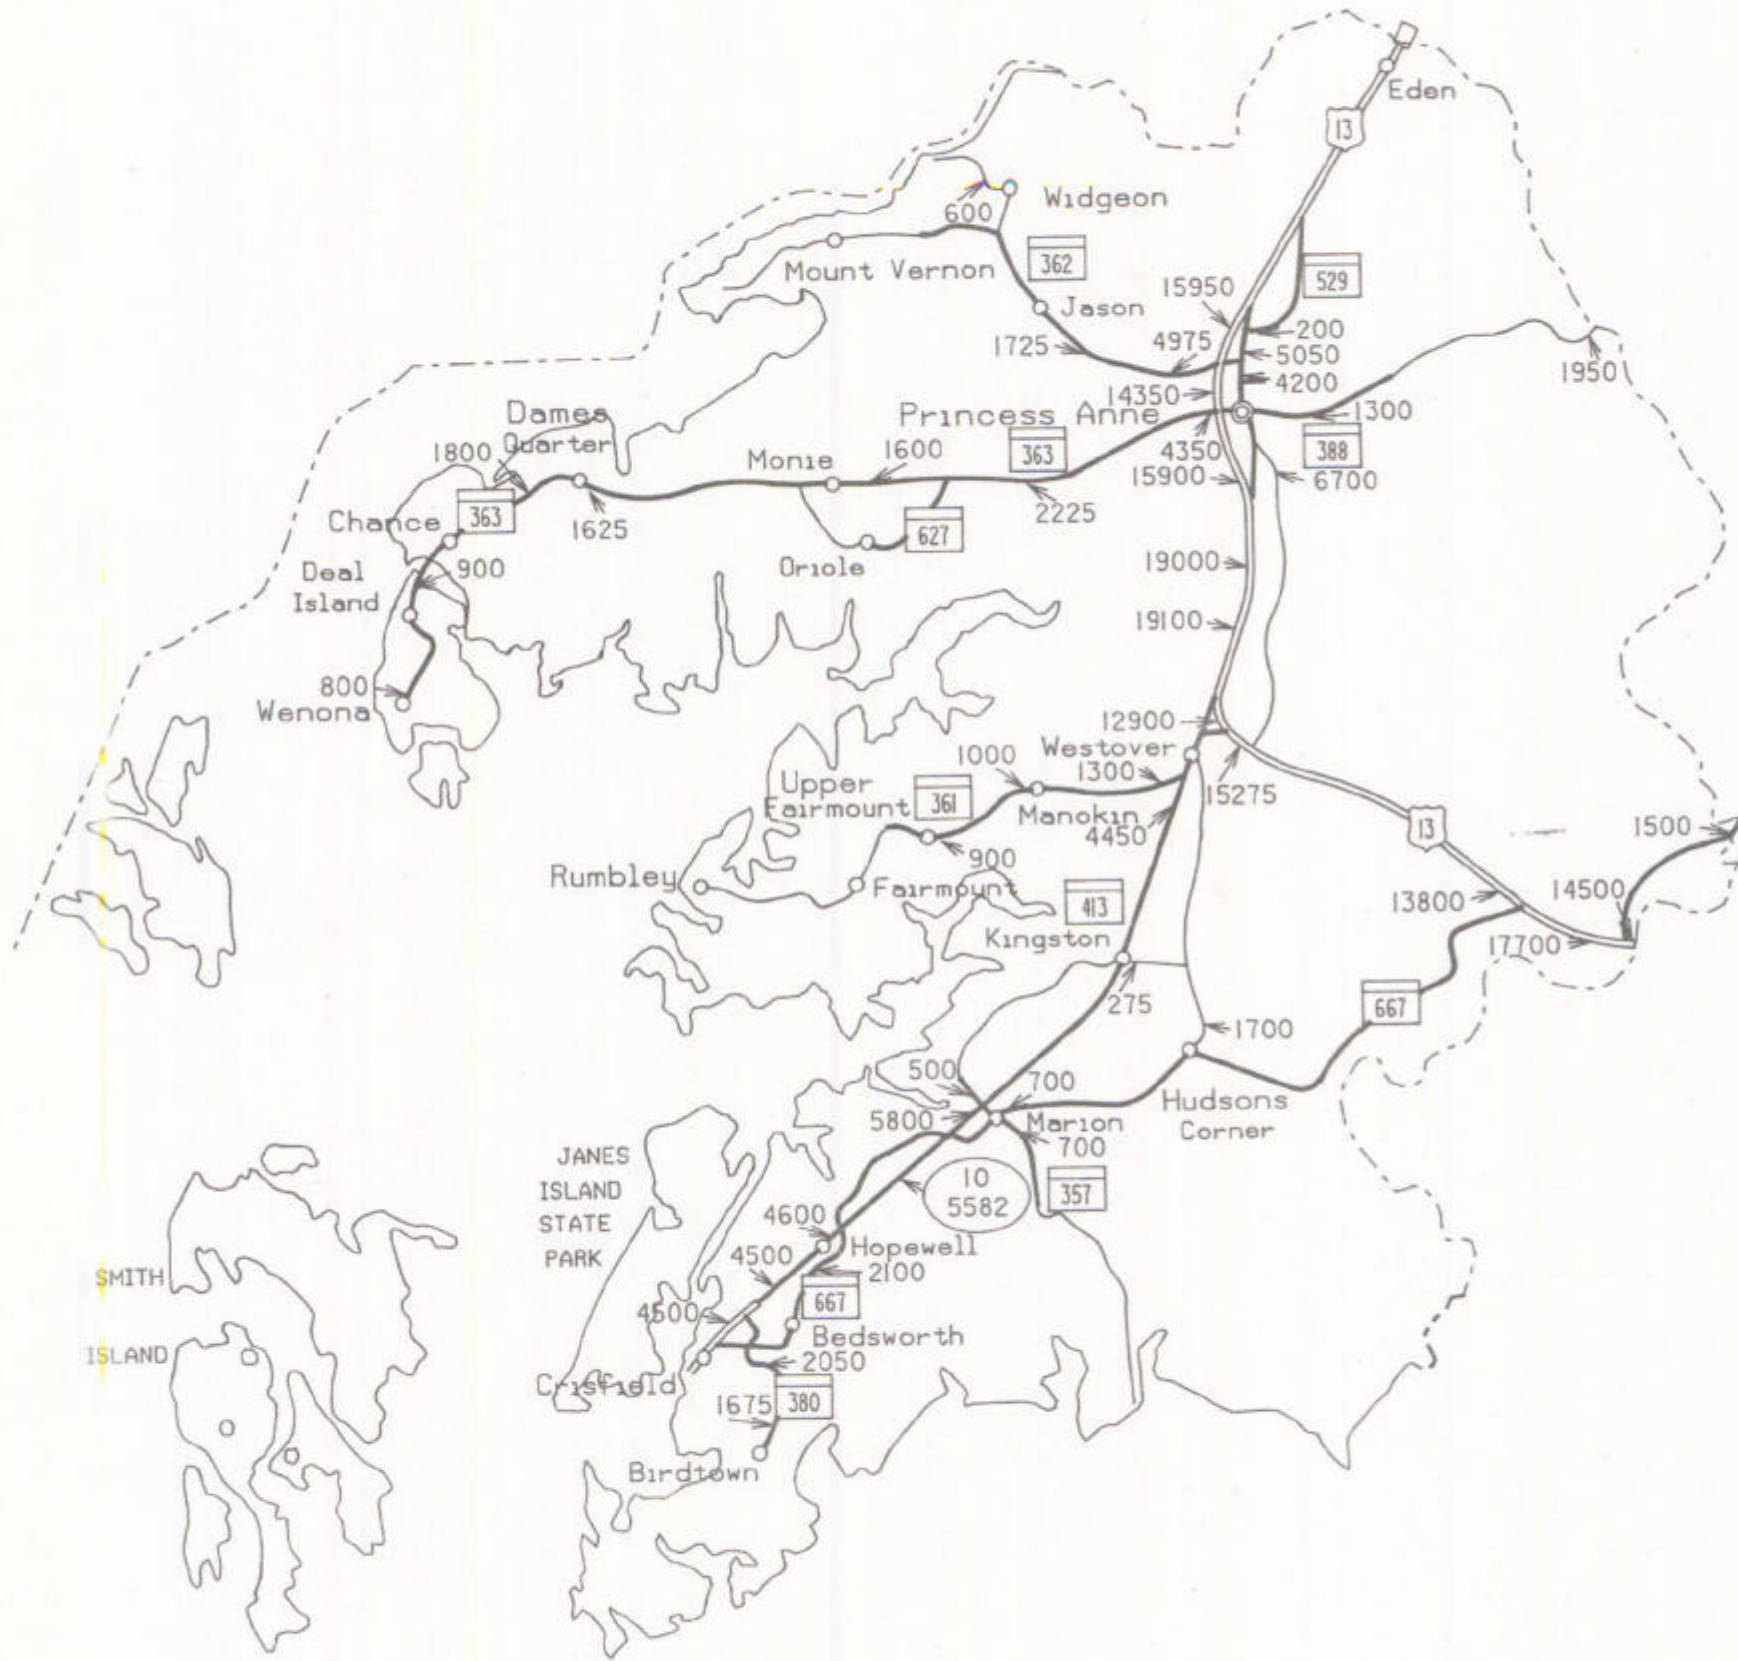 Eden
13
Widgeon
600
362
Mount Vernon
529
15950
Jason
200
1725
4975
5050
1950
4200
14350
Dames
Quarter
Princess Anne
1300
1800
Monie
1600
363
4350
388
15900
6700
363
2225
Chance
1625
627
Deal
Island
900
Oriole
19000
19100
800
Wenona
12900
Westover
1000
1300
Upper
Fairmount
361
15275
Manokin
4450
13
1500
900
Rumbley
Fairmount
413
14500
13800
Kingston
17700
275
667
1700
500
700
Hudsons
Corner
5800
Marion
700
JANES
ISLAND
STATE
PARK
10
5582
357
4600
Hopewell
4500
2100
SMITH
667
4500
Bedsworth
ISLAND
2050
Crisfield
1675
380
Birdtown